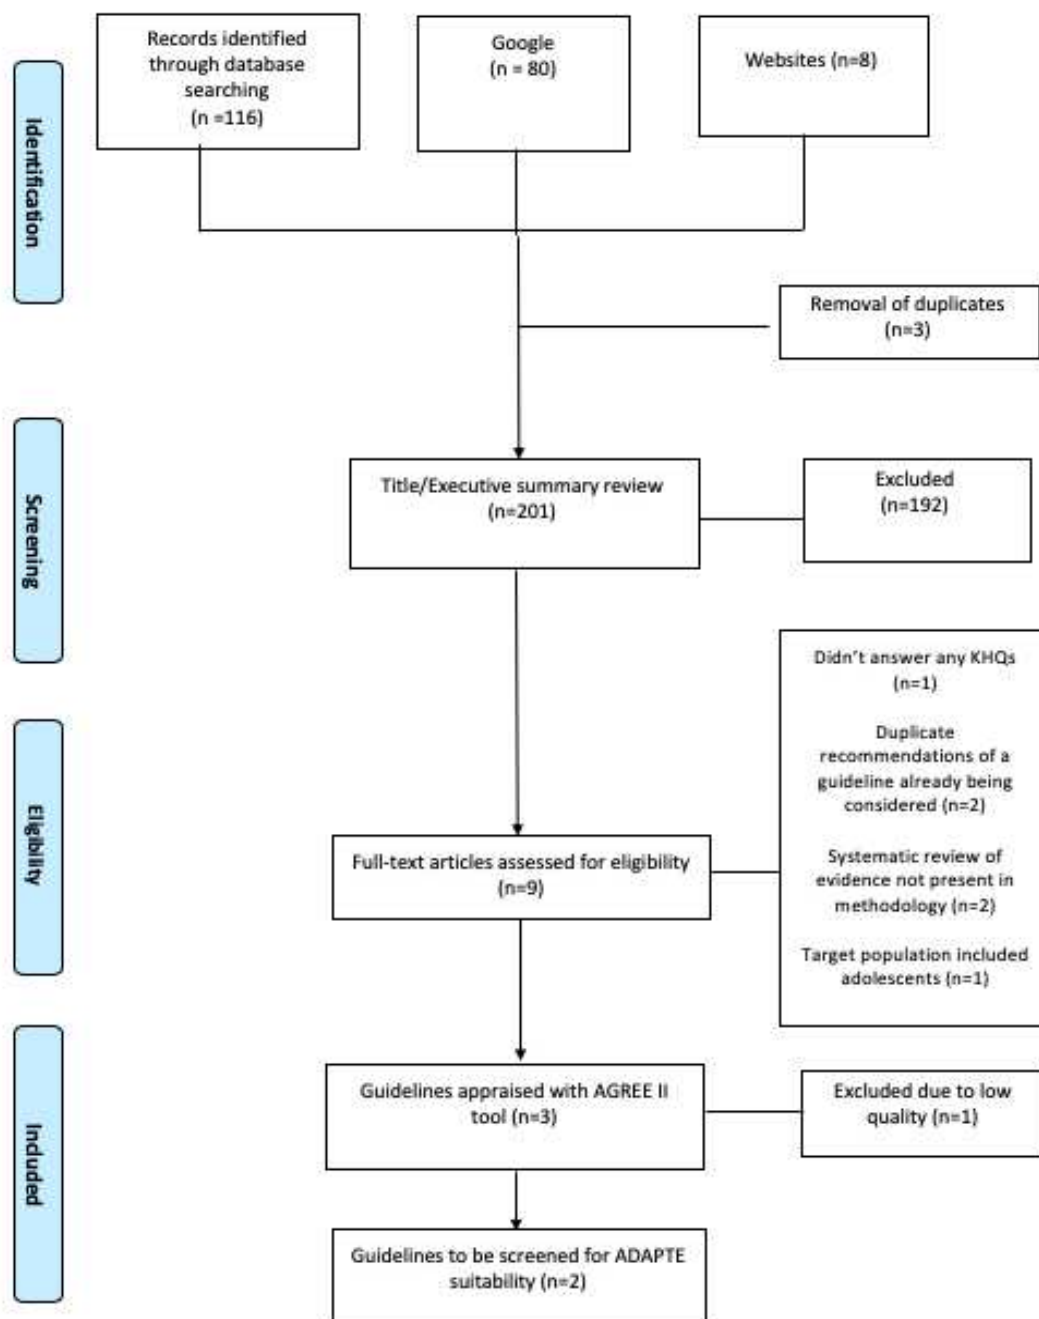 Records identified
through database
searching
(n =116)
Google
(n = 80)
Websites (n=8)
Identification
Removal of duplicates
(n=3)
Screening
Title/Executive summary review
(n=201)
Excluded
(n=192)
Eligibility
Full-text articles assessed for eligibility
(n=9)
Didn't answer any KHQs
(n=1)
Duplicate
recommendations of a
guideline already being
considered (n=2)
Systematic review of
evidence not present in
methodology (n=2)
Target population included
adolescents (n=1)
Included
Guidelines appraised with AGREE II
tool (n=3)
Excluded due to low
quality (n=1)
Guidelines to be screened for ADAPTE
suitability (n=2)